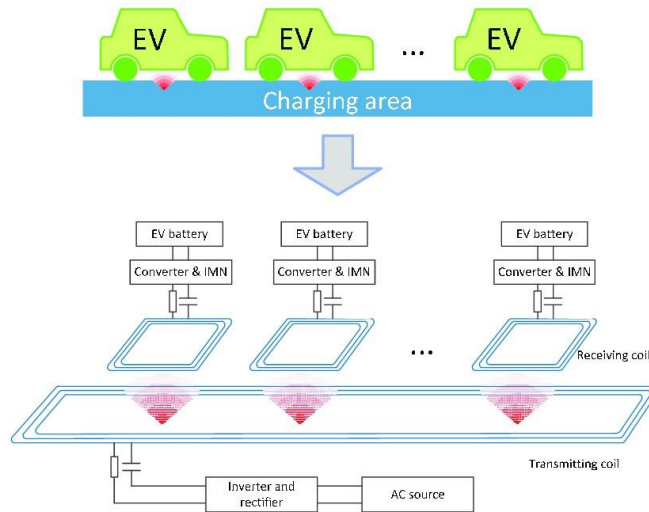 EV EV ... EV
Charging area
EV battery EV battery EV battery
Converter & IMN Converter & IMN Converter & IMN
...
Receiving coil
Transmitting coil
Inverter and
rectifier
AC source